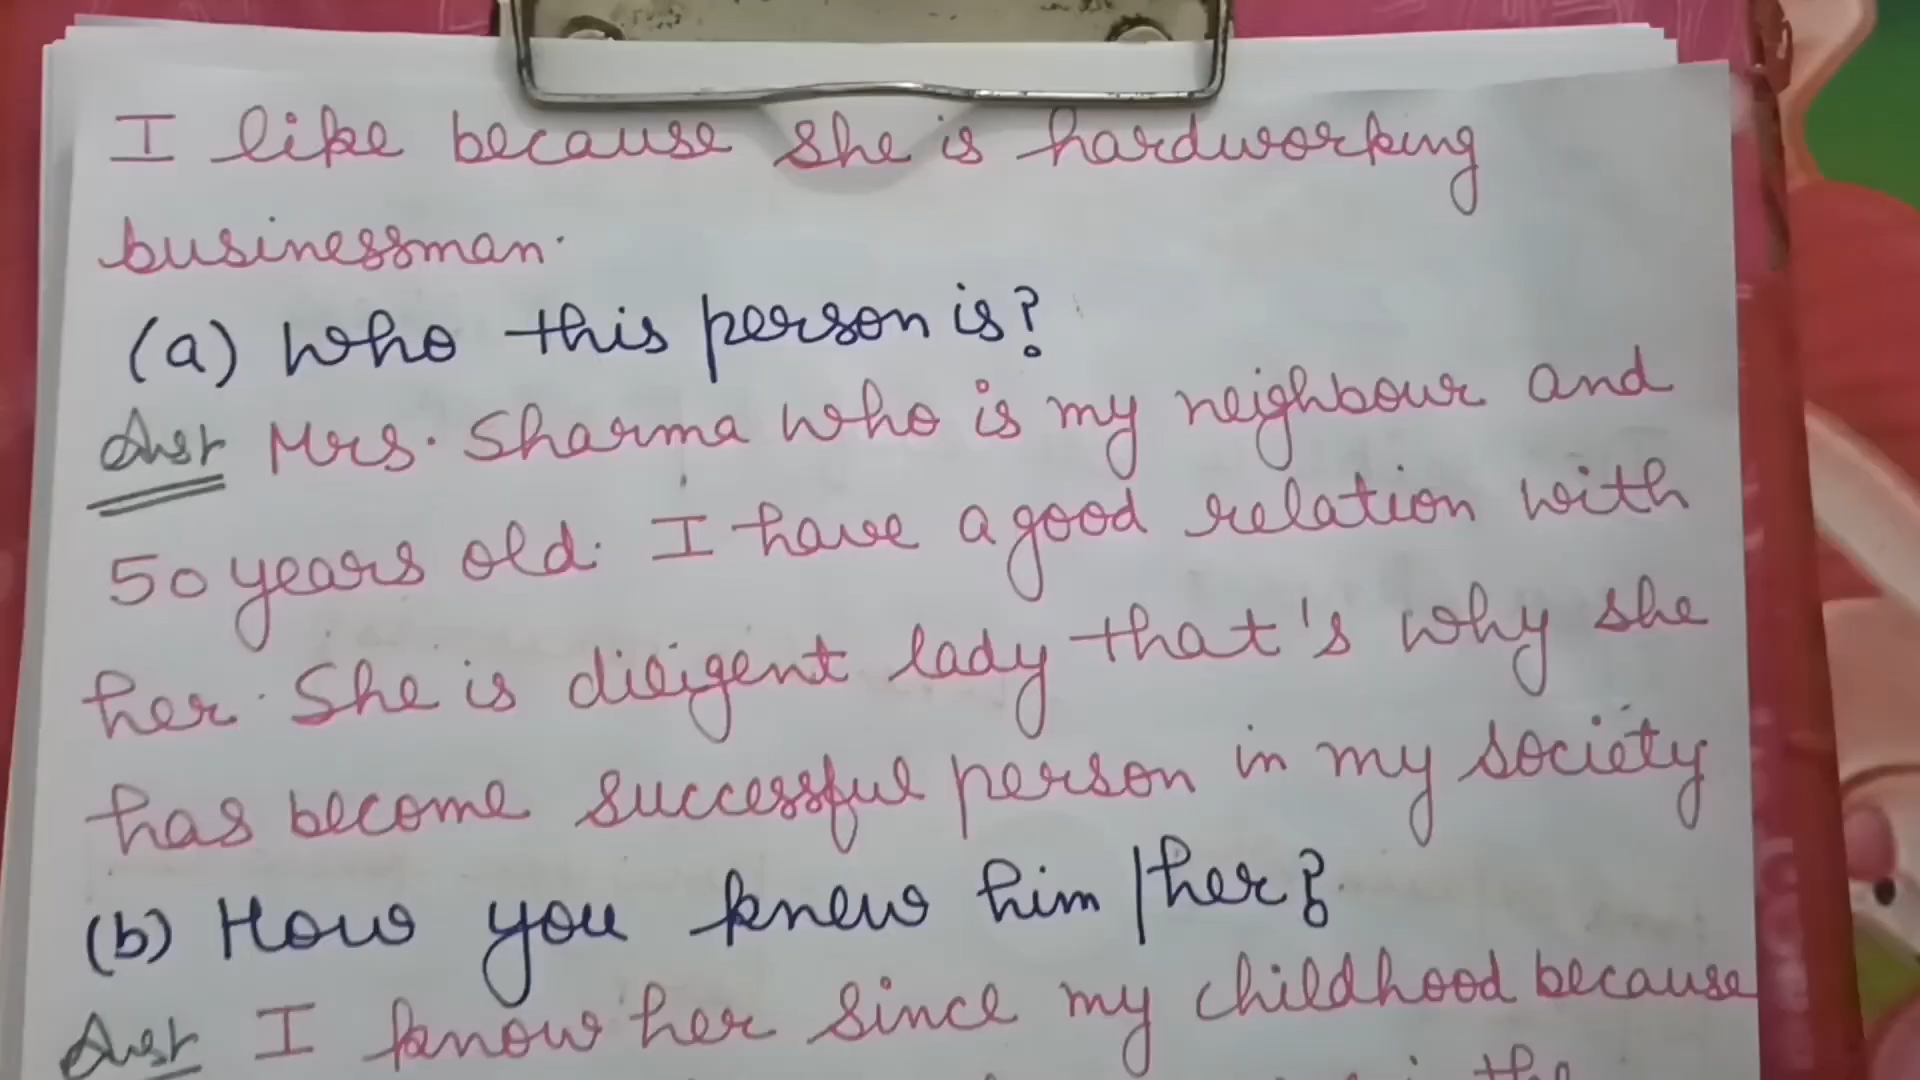 I like because she is hardworking
businessman.
(a) Who this person is?
Ans Mrs. Sharma who is my neighbour and
50 years old. I have a good relation with
her. She is diligent lady that's why she
has become successful person in my society
(b) How you knew him/her?
Ans I know her since my childhood because
the